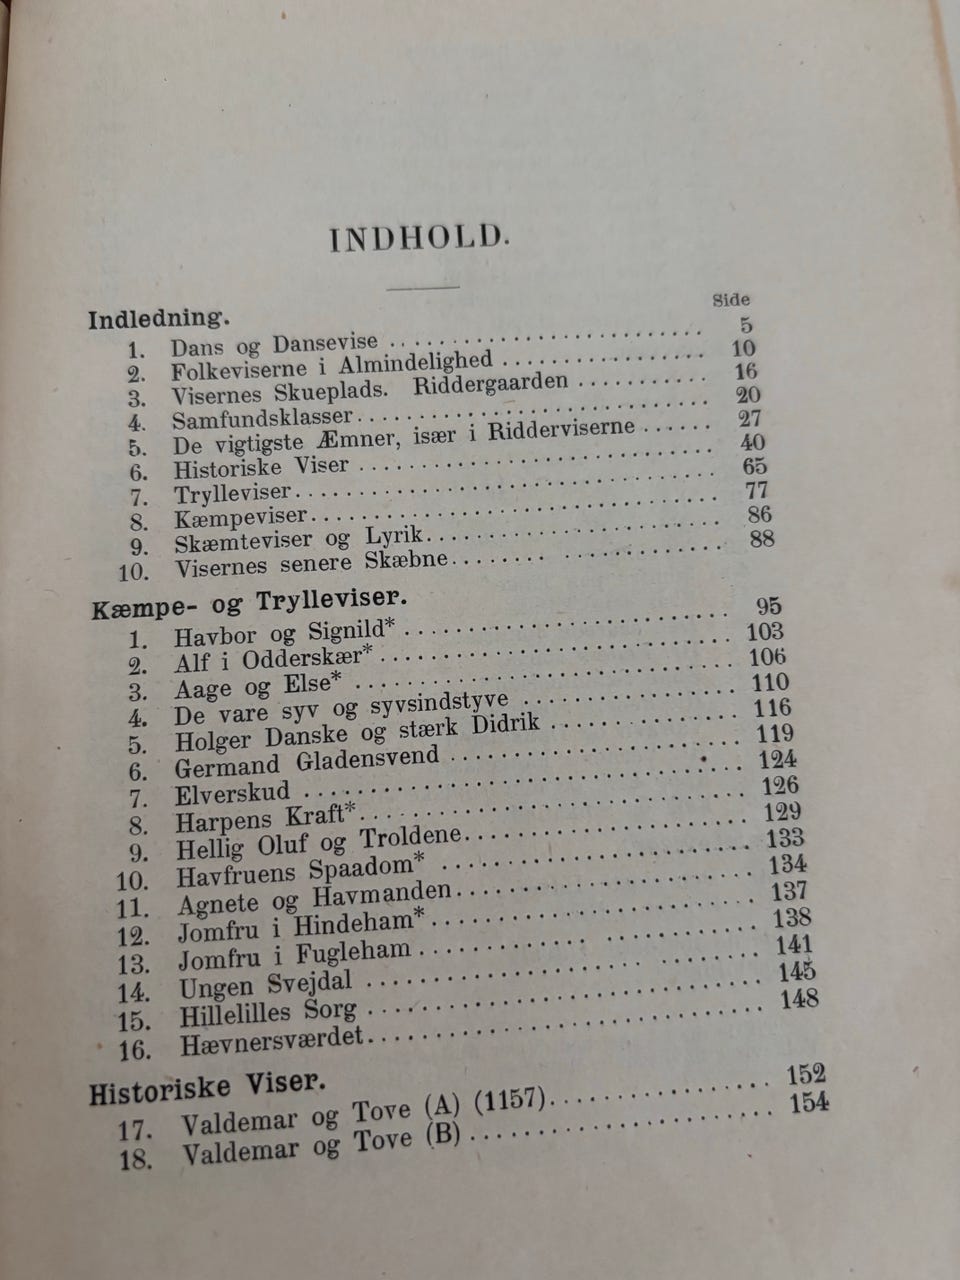 INDHOLD.
Side
Indledning.
1. Dans og Dansevise 5
2. Folkeviserne i Almindelighed 10
3. Visernes Skueplads. Riddergaarden 16
4. Samfundsklasser 20
5. De vigtigste Æmner, især i Ridderviserne 27
6. Historiske Viser 40
7. Trylleviser 65
8. Kæmpeviser 77
9. Skæmteviser og Lyrik 86
10. Visernes senere Skæbne 88
Kæmpe- og Trylleviser.
1. Havbor og Signild* 95
2. Alf i Odderskær* 103
3. Aage og Else* 106
4. De vare syv og syvsindstyve 110
5. Holger Danske og stærk Didrik 116
6. Germand Gladensvend 119
7. Elverskud 124
8. Harpens Kraft* 126
9. Hellig Oluf og Troldene 129
10. Havfruens Spaadom* 133
11. Agnete og Havmanden 134
12. Jomfru i Hindeham* 137
13. Jomfru i Fugleham 138
14. Ungen Svejdal 141
15. Hillelilles Sorg 145
16. Hævnersværdet 148
Historiske Viser.
17. Valdemar og Tove (A) (1157) 152
18. Valdemar og Tove (B) 154